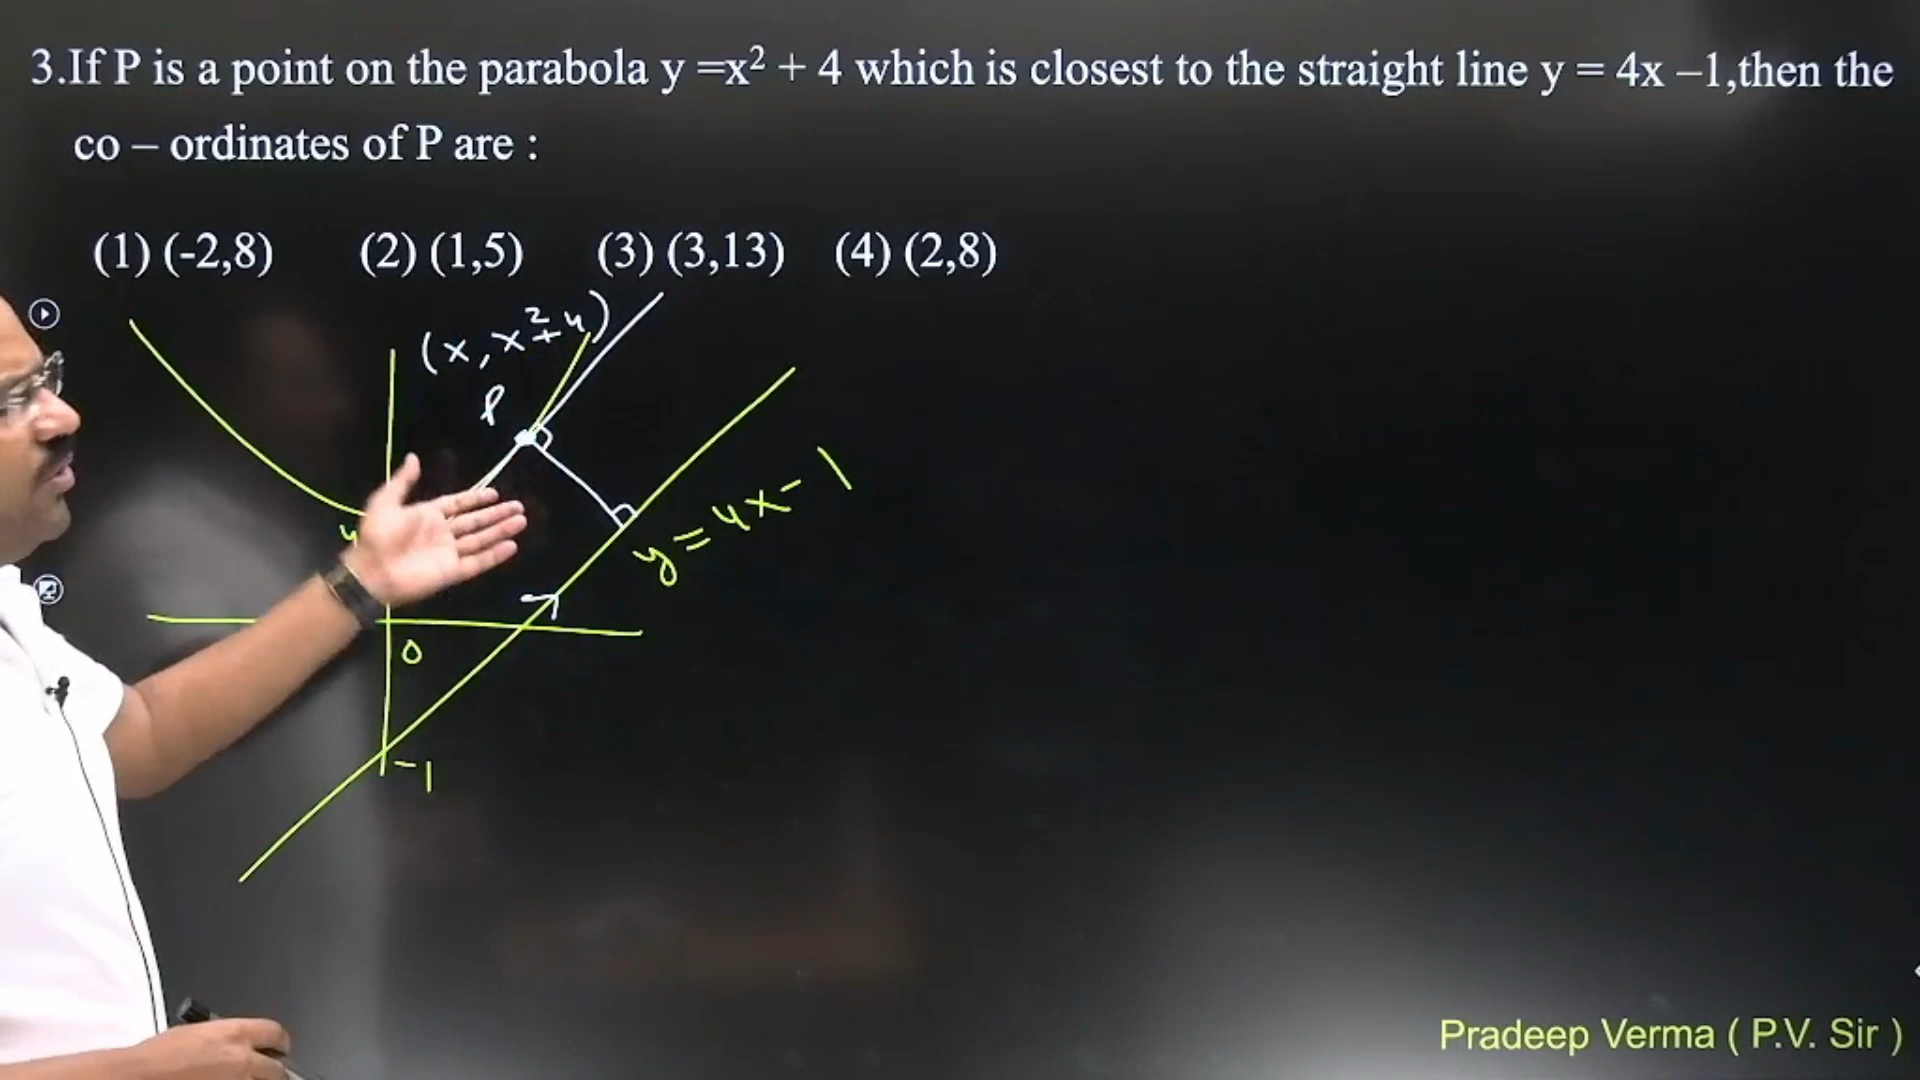 3.If P is a point on the parabola y =x² + 4 which is closest to the straight line y = 4x –1,then the
co – ordinates of P are :
(1) (-2,8) (2) (1,5) (3) (3,13) (4) (2,8)
(x, x²+4)
P
y = 4x - 1
4
0
-1
Pradeep Verma ( P.V. Sir )